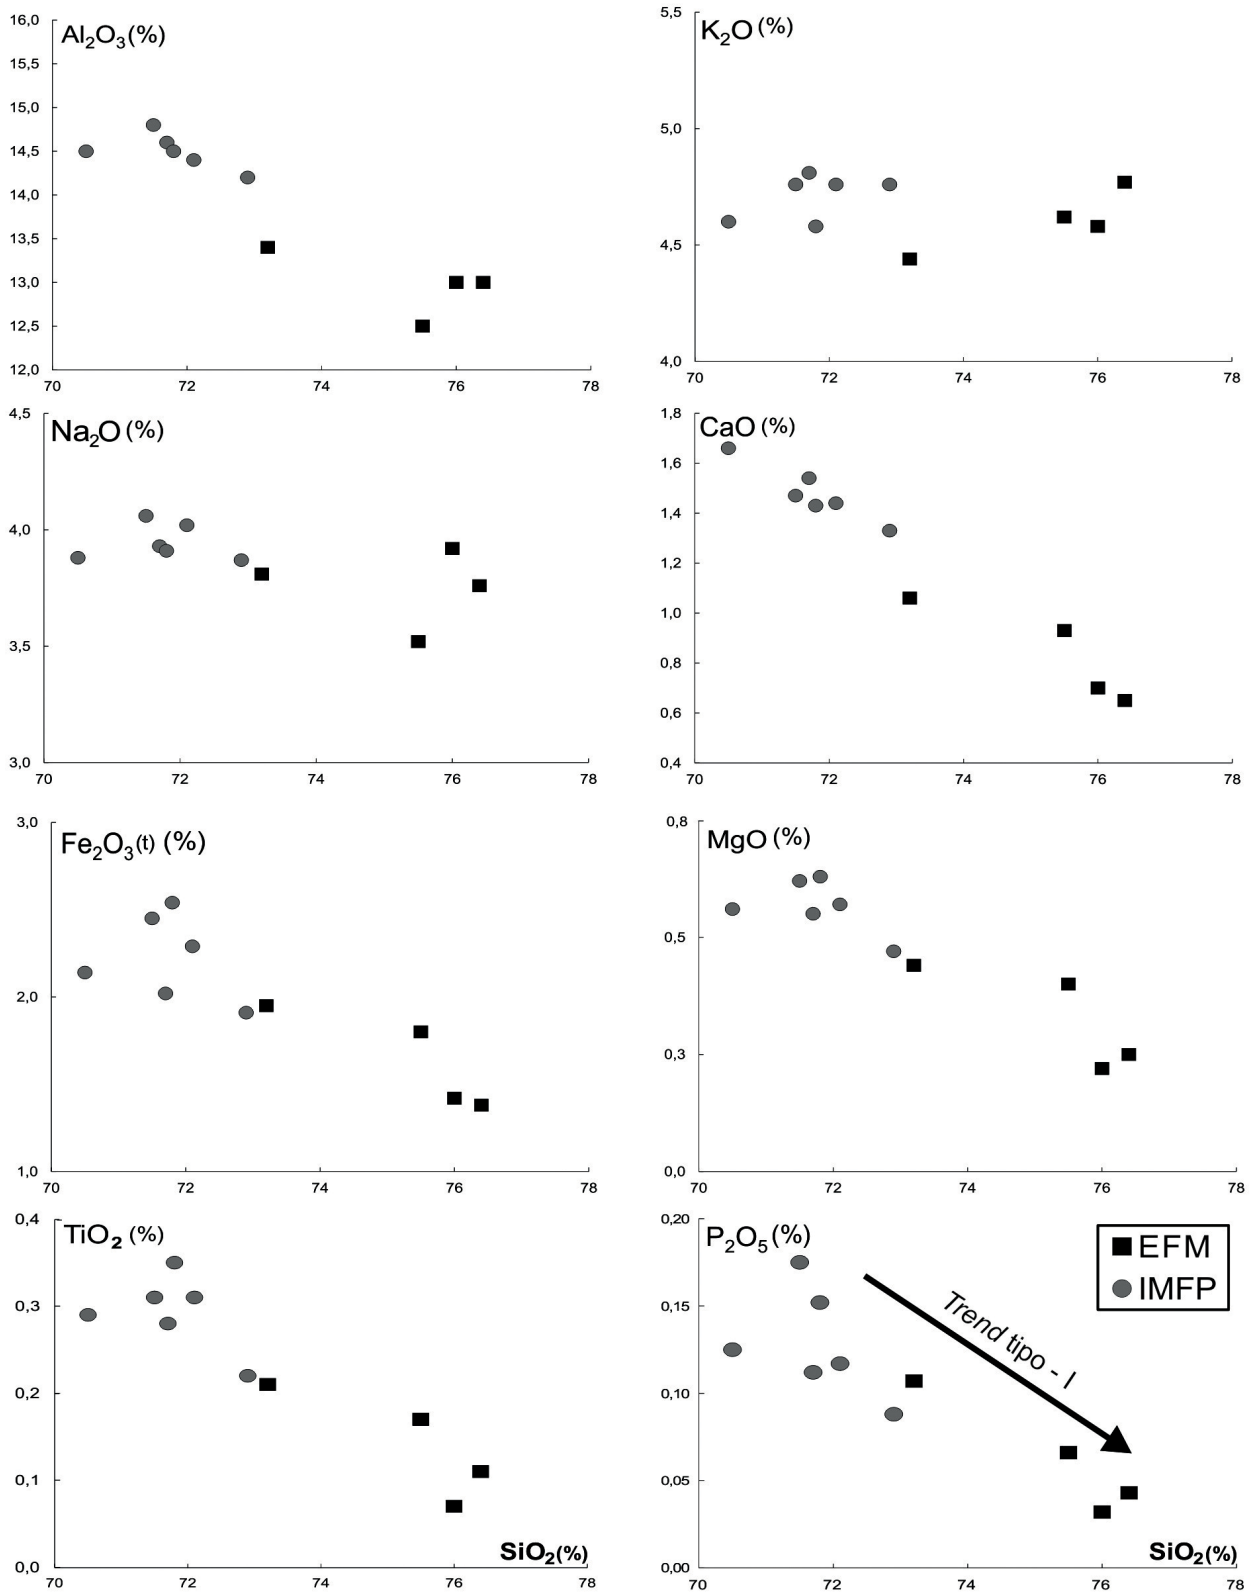 Al₂O₃(%)
16,0
15,5
15,0
14,5
14,0
13,5
13,0
12,5
12,0
70 72 74 76 78
K₂O (%)
5,5
5,0
4,5
4,0
70 72 74 76 78
Na₂O (%)
4,5
4,0
3,5
3,0
70 72 74 76 78
CaO (%)
1,8
1,6
1,4
1,2
1,0
0,8
0,6
0,4
70 72 74 76 78
Fe₂O₃(t) (%)
3,0
2,0
1,0
70 72 74 76 78
MgO (%)
0,8
0,5
0,3
0,0
70 72 74 76 78
TiO₂ (%)
0,4
0,3
0,2
0,1
0,0
SiO₂(%)
70 72 74 76 78
P₂O₅(%)
0,20
0,15
0,10
0,05
0,00
EFM
IMFP
Trend tipo - I
SiO₂(%)
70 72 74 76 78